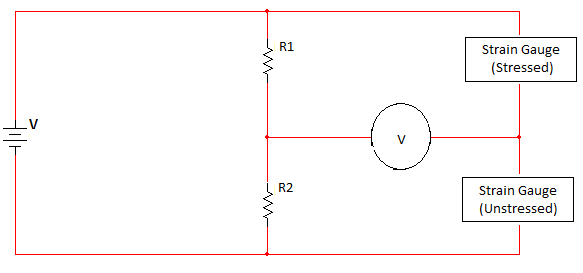 R1
Strain Gauge
(Stressed)
V
V
R2
Strain Gauge
(Unstressed)